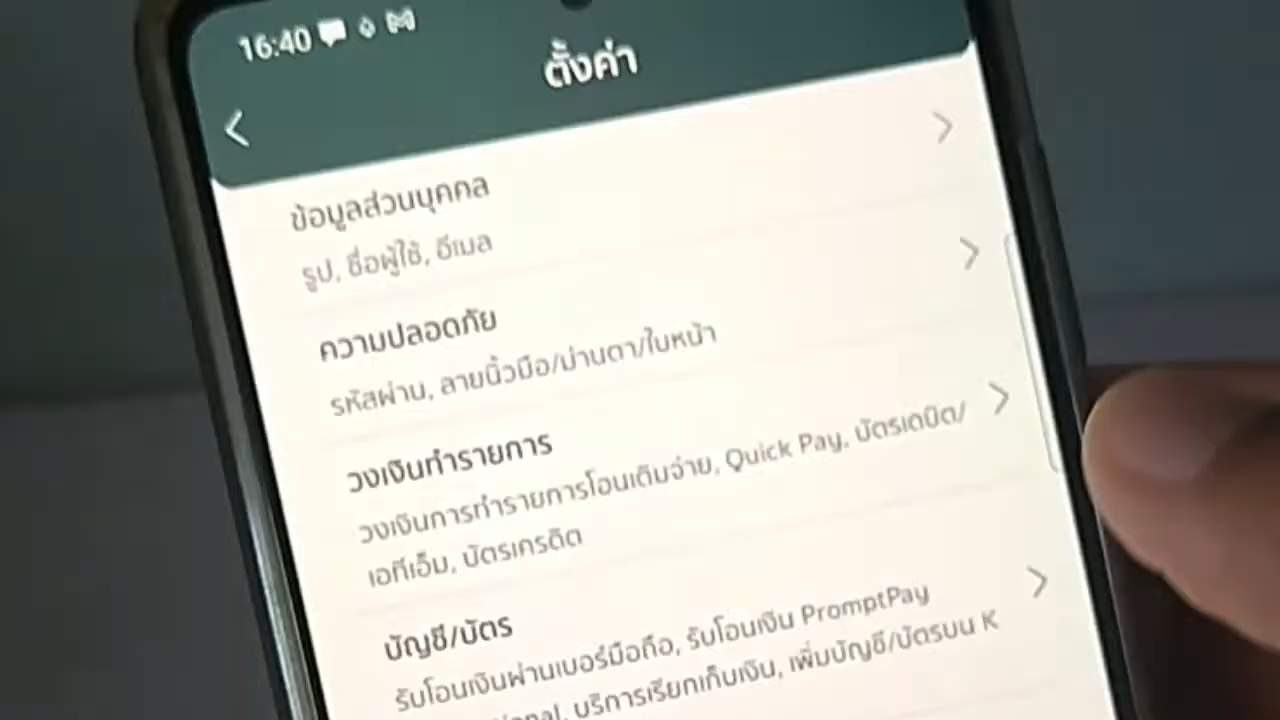 16:40
ตั้งค่า
ข้อมูลส่วนบุคคล
รูป, ชื่อผู้ใช้, อีเมล
ความปลอดภัย
รหัสผ่าน, ลายนิ้วมือ/ม่านตา/ใบหน้า
วงเงินทำรายการ
วงเงินการทำรายการโอนเติมจ่าย, Quick Pay, บัตรเดบิต/
เอทีเอ็ม, บัตรเครดิต
บัญชี/บัตร
รับโอนเงินผ่านเบอร์มือถือ, รับโอนเงิน PromptPay
บริการเรียกเก็บเงิน, เพิ่มบัญชี/บัตรบน K